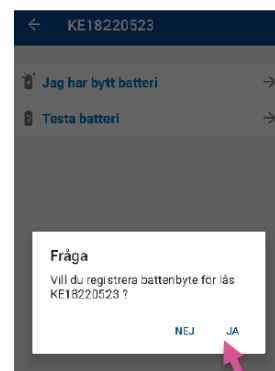 KE18220523
Jag har bytt batteri
Testa batteri
Fråga
Vill du registrera batteribyte för lås
KE18220523 ?
NEJ JA